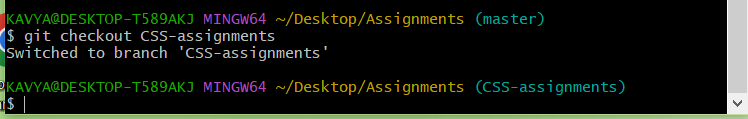 KAVYA@DESKTOP-T589AKJ MINGW64 ~/Desktop/Assignments (master)
$ git checkout CSS-assignments
Switched to branch 'CSS-assignments'
KAVYA@DESKTOP-T589AKJ MINGW64 ~/Desktop/Assignments (CSS-assignments)
$